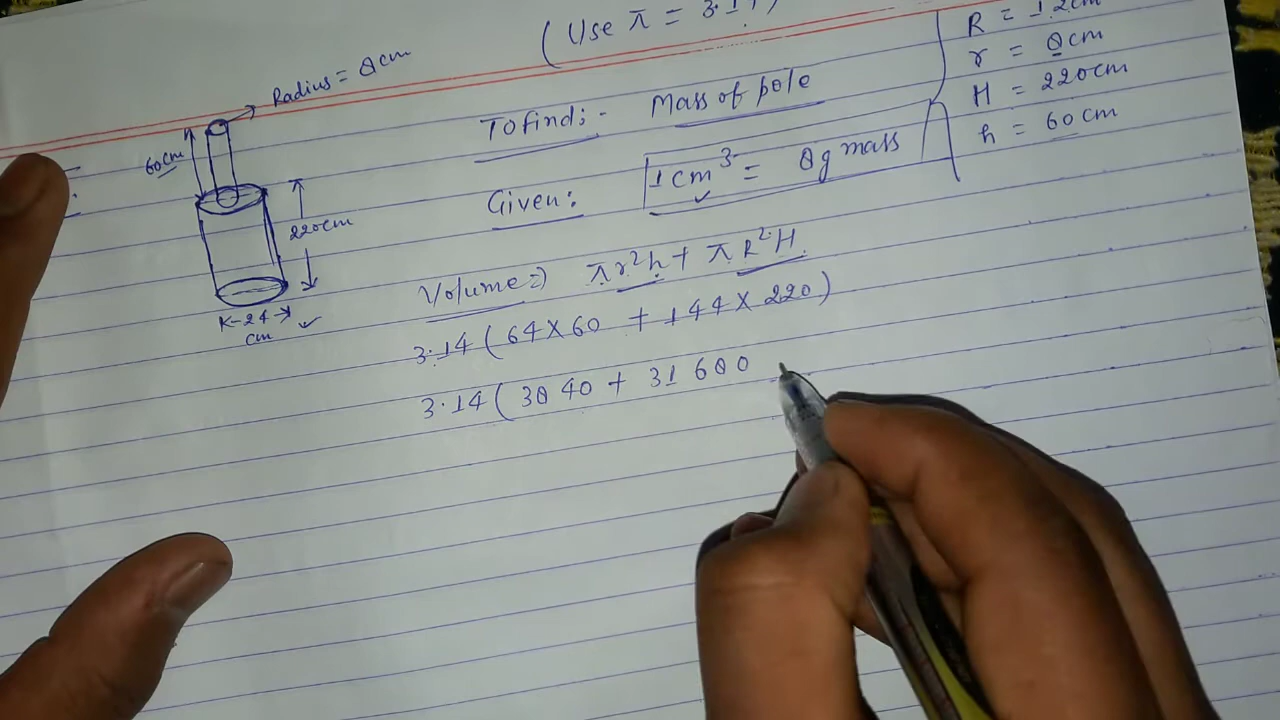 (Use π = 3.14)
Radius = 8cm
60cm
220cm
24
cm
To find:- Mass of pole
Given: 1cm³ = 8g mass
R = 12cm
r = 8cm
H = 220cm
h = 60cm
Volume => πr²h + πR²H
3.14(64×60 + 144×220)
3.14(3840 + 31680